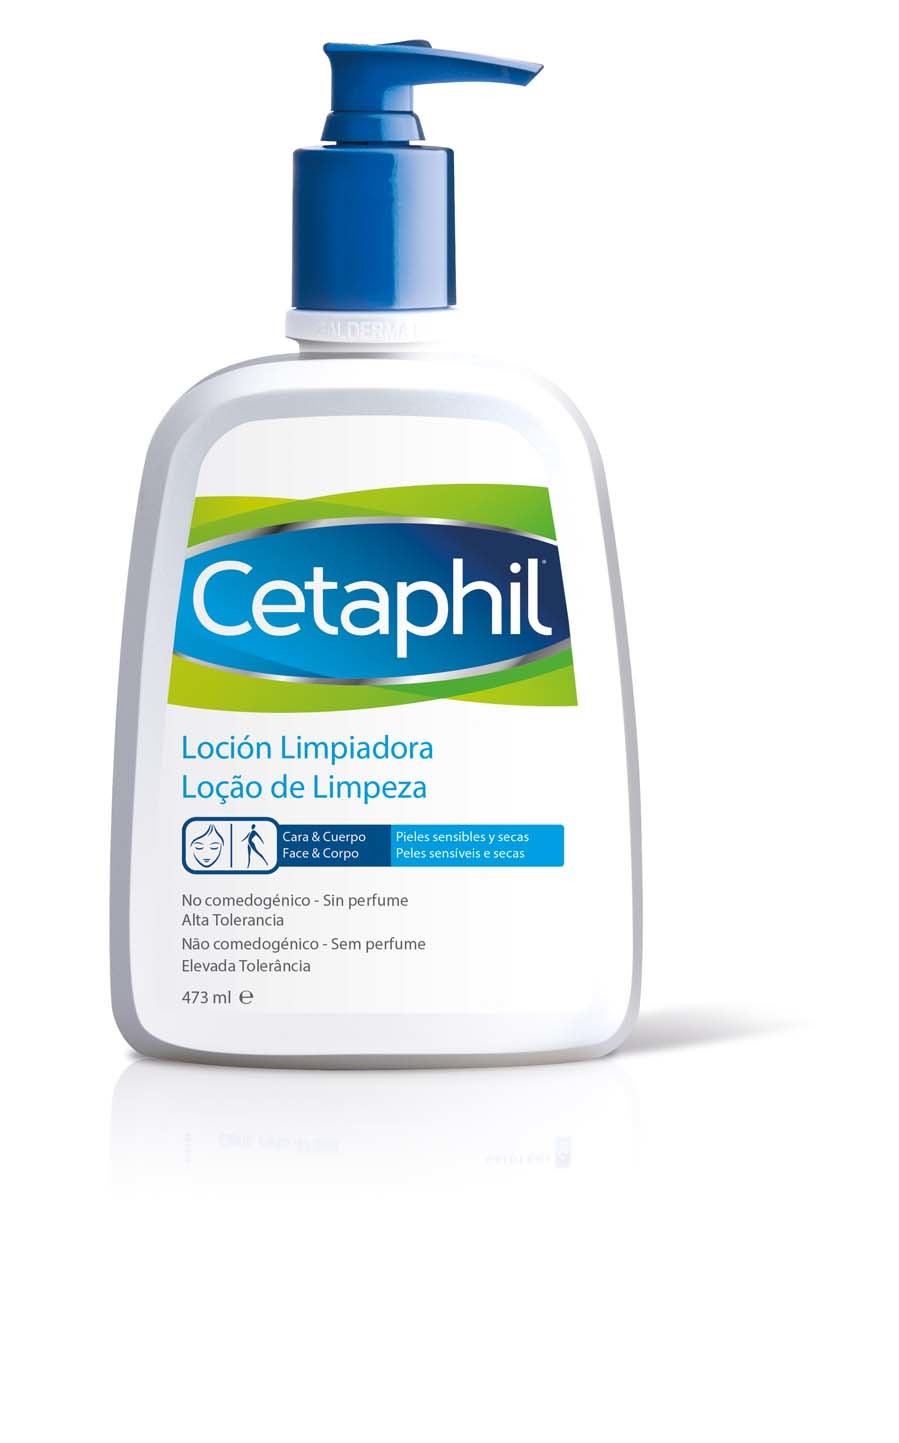 GALDERMA
Cetaphil®
Loción Limpiadora
Loção de Limpeza
Cara & Cuerpo
Face & Corpo
Pieles sensibles y secas
Peles sensíveis e secas
No comedogénico - Sin perfume
Alta Tolerancia
Não comedogénico - Sem perfume
Elevada Tolerância
473 ml ℮